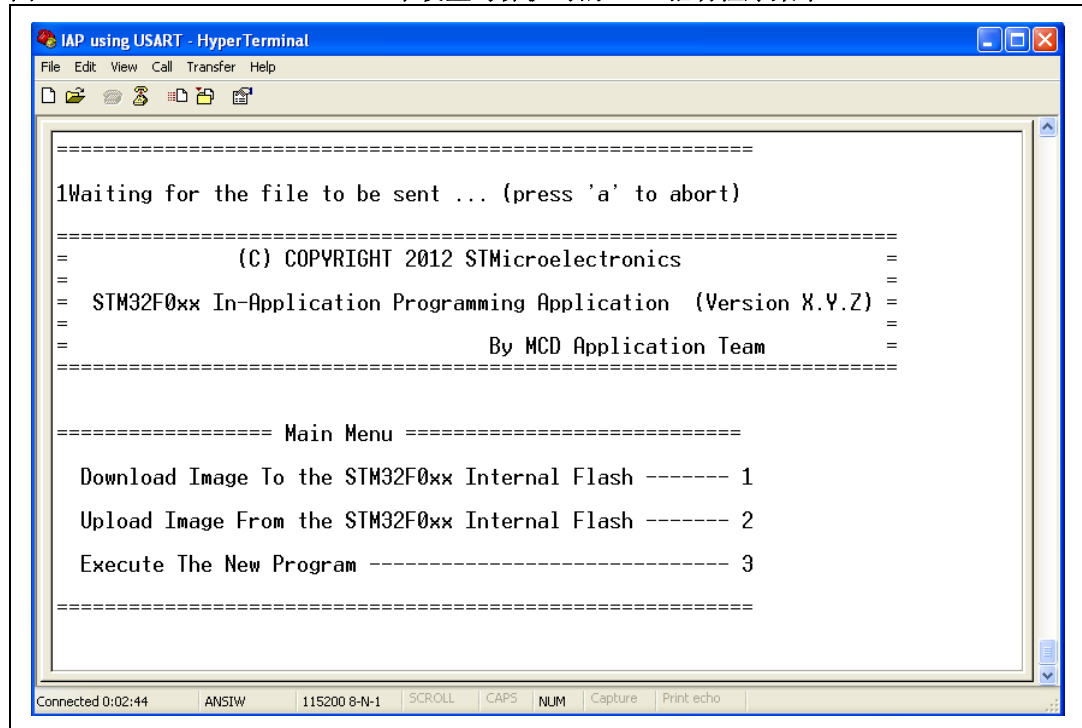 IAP using USART - HyperTerminal
File Edit View Call Transfer Help
=========================================================
1Waiting for the file to be sent ... (press 'a' to abort)
======================================================================
= (C) COPYRIGHT 2012 STMicroelectronics =
= =
= STM32F0xx In-Application Programming Application (Version X.Y.Z) =
= =
= By MCD Application Team =
======================================================================
================== Main Menu ============================
Download Image To the STM32F0xx Internal Flash ------- 1
Upload Image From the STM32F0xx Internal Flash ------- 2
Execute The New Program ------------------------------ 3
==========================================================
Connected 0:02:44 ANSIW 115200 8-N-1 SCROLL CAPS NUM Capture Print echo